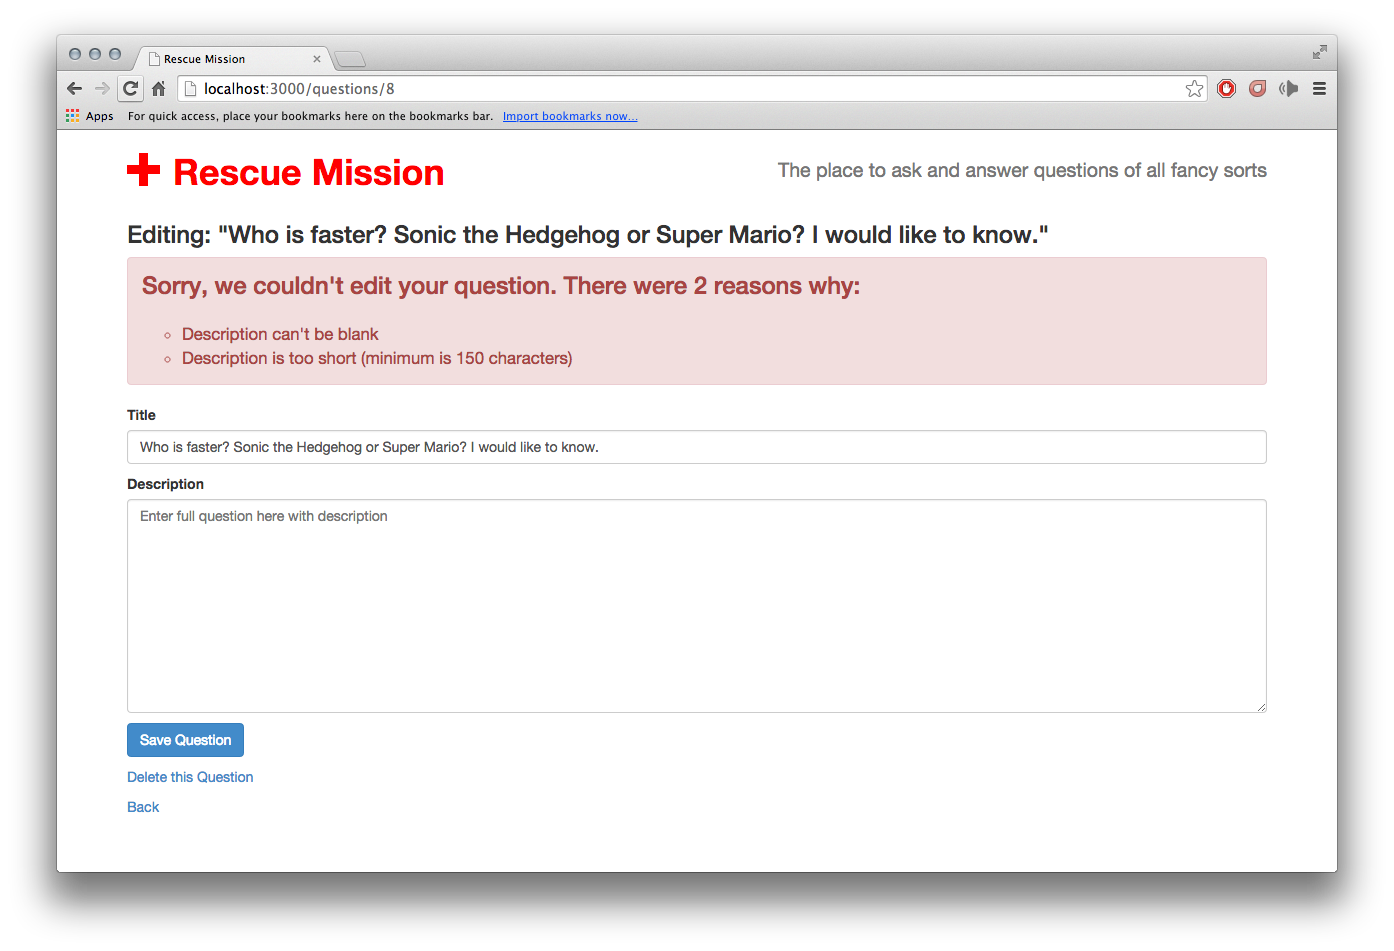 Rescue Mission
localhost:3000/questions/8
Apps For quick access, place your bookmarks here on the bookmarks bar. Import bookmarks now...
Rescue Mission
The place to ask and answer questions of all fancy sorts
Editing: "Who is faster? Sonic the Hedgehog or Super Mario? I would like to know."
Sorry, we couldn't edit your question. There were 2 reasons why:
Description can't be blank
Description is too short (minimum is 150 characters)
Title
Who is faster? Sonic the Hedgehog or Super Mario? I would like to know.
Description
Enter full question here with description
Save Question
Delete this Question
Back